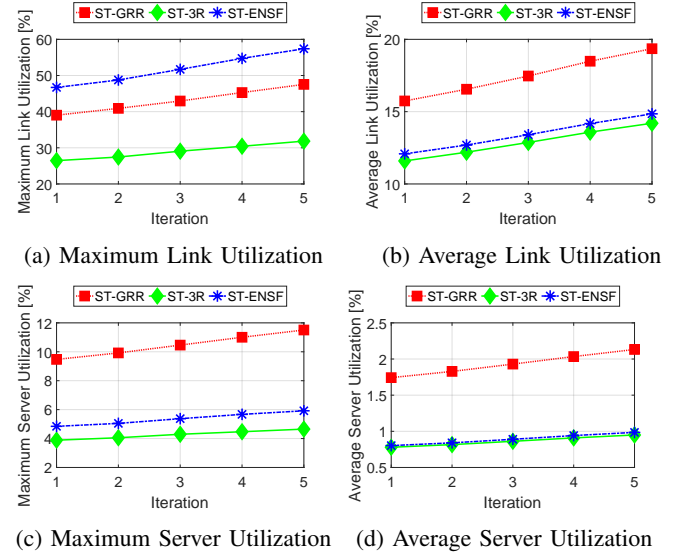 ST-GRR ST-3R ST-ENSF
Maximum Link Utilization [%]
60
50
40
30
20
1 2 3 4 5
Iteration
(a) Maximum Link Utilization
ST-GRR ST-3R ST-ENSF
Average Link Utilization [%]
20
15
10
1 2 3 4 5
Iteration
(b) Average Link Utilization
ST-GRR ST-3R ST-ENSF
Maximum Server Utilization [%]
12
10
8
6
4
2
1 2 3 4 5
Iteration
(c) Maximum Server Utilization
ST-GRR ST-3R ST-ENSF
Average Server Utilization [%]
2.5
2
1.5
1
0.5
1 2 3 4 5
Iteration
(d) Average Server Utilization